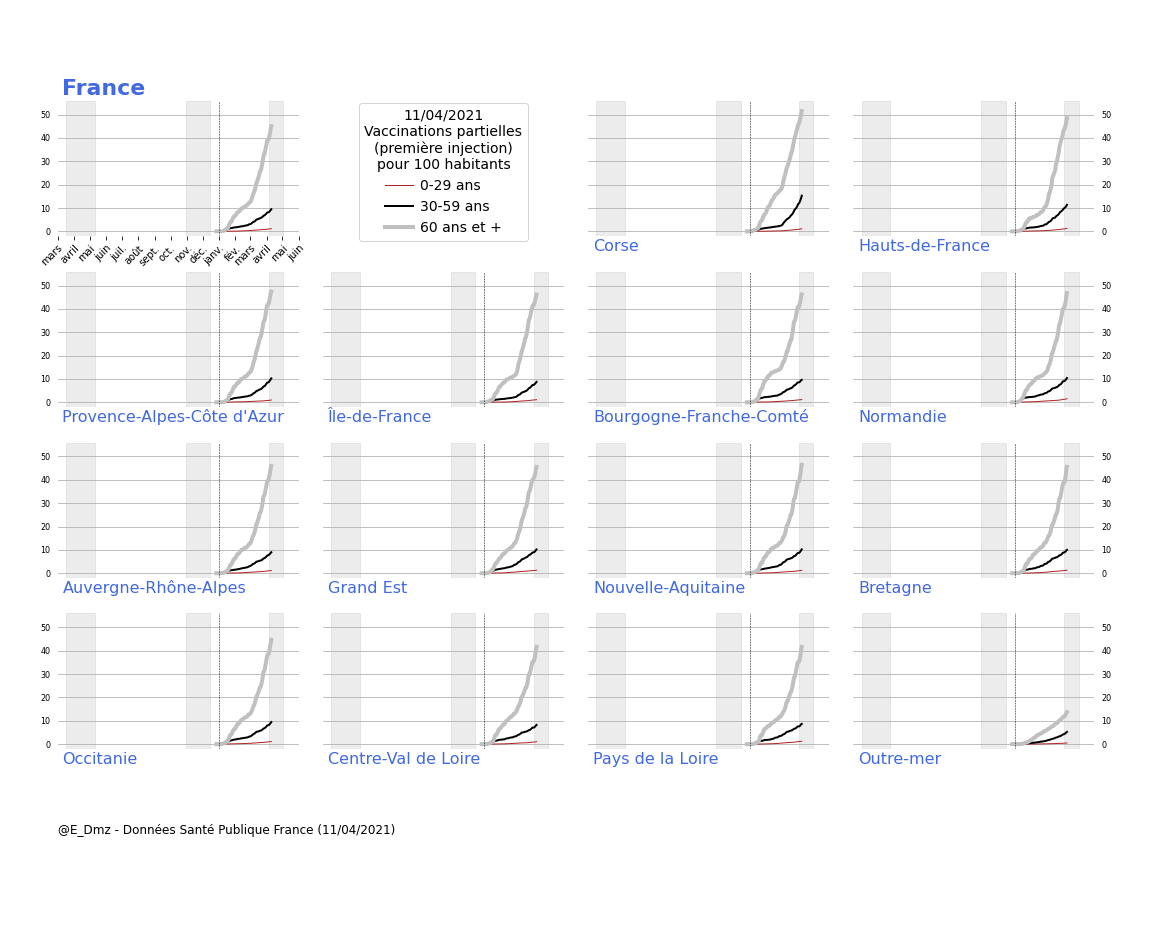 France
11/04/2021
Vaccinations partielles
(première injection)
pour 100 habitants
0-29 ans
30-59 ans
60 ans et +
50
40
30
20
10
0
mars
avril
mai
juin
juil.
août
sept.
oct.
nov.
déc.
janv.
fév.
mars
avril
mai
juin
Corse
Hauts-de-France
50
40
30
20
10
0
50
40
30
20
10
0
Provence-Alpes-Côte d'Azur
Île-de-France
Bourgogne-Franche-Comté
Normandie
50
40
30
20
10
0
50
40
30
20
10
0
Auvergne-Rhône-Alpes
Grand Est
Nouvelle-Aquitaine
Bretagne
50
40
30
20
10
0
50
40
30
20
10
0
Occitanie
Centre-Val de Loire
Pays de la Loire
Outre-mer
50
40
30
20
10
0
@E_Dmz - Données Santé Publique France (11/04/2021)